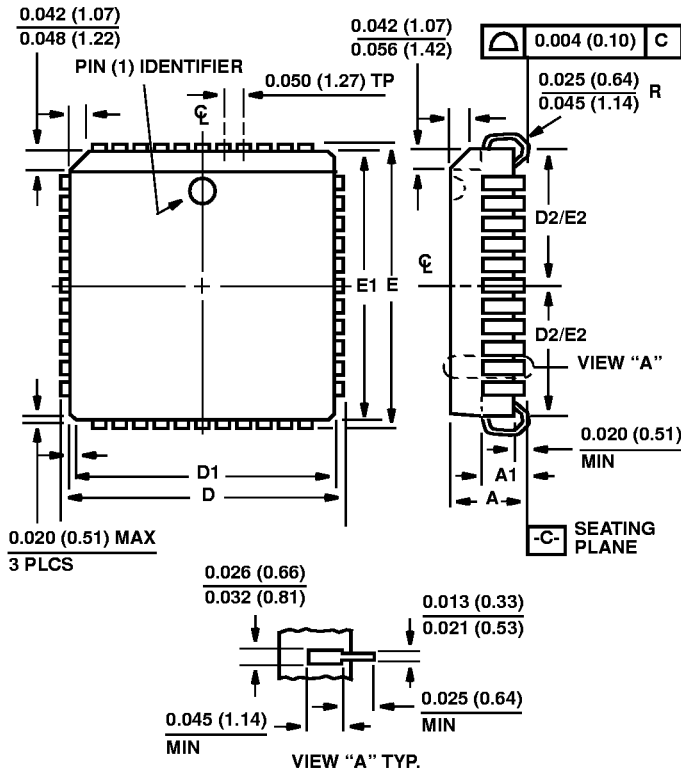 0.042 (1.07)
0.048 (1.22)
PIN (1) IDENTIFIER
0.050 (1.27) TP
℄
0.042 (1.07)
0.056 (1.42)
⌓ 0.004 (0.10) C
0.025 (0.64)
0.045 (1.14)
R
D2/E2
E1
E
℄
D2/E2
VIEW “A”
0.020 (0.51)
MIN
D1
D
A1
A
0.020 (0.51) MAX
3 PLCS
-C-
SEATING
PLANE
0.026 (0.66)
0.032 (0.81)
0.013 (0.33)
0.021 (0.53)
0.045 (1.14)
MIN
0.025 (0.64)
MIN
VIEW “A” TYP.